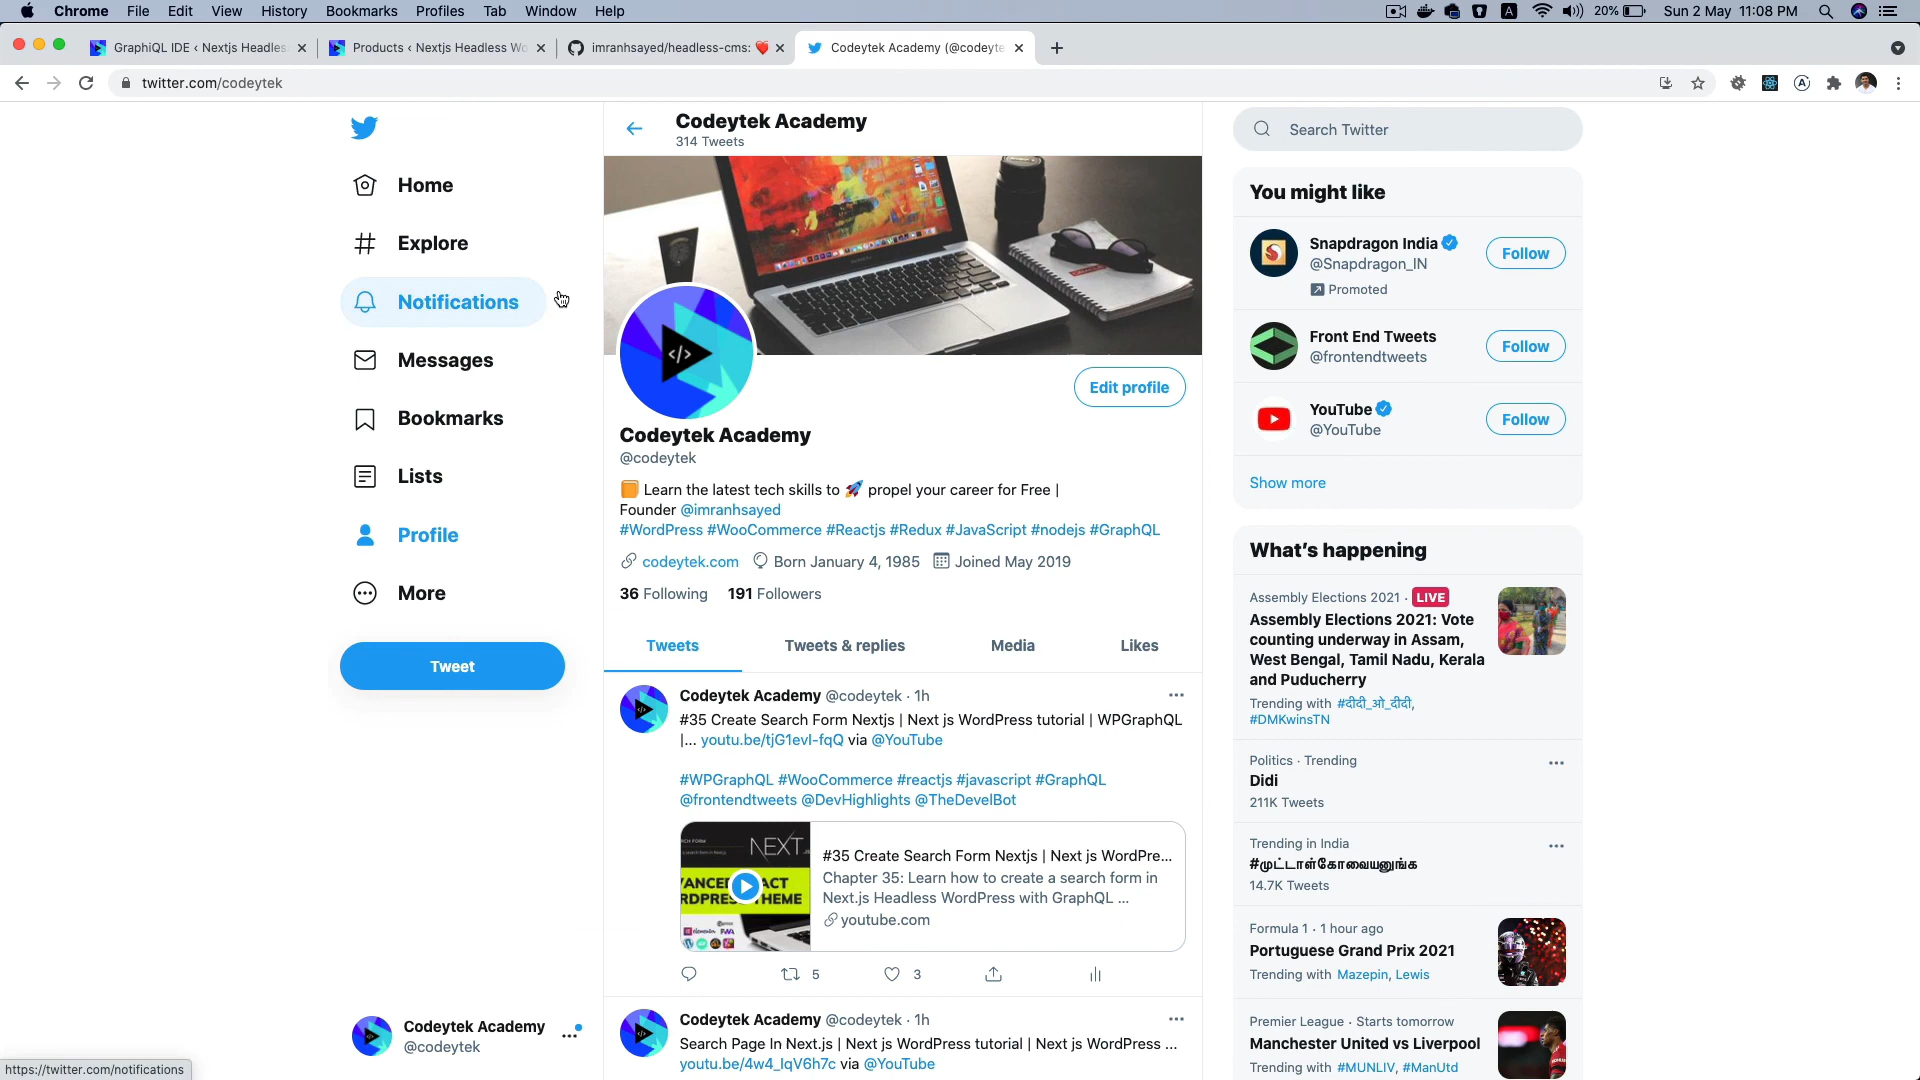 Chrome File Edit View History Bookmarks Profiles Tab Window Help
20% Sun 2 May 11:08 PM
GraphiQL IDE ‹ Nextjs Headles
Products ‹ Nextjs Headless Wo
imranhsayed/headless-cms: ❤️
Codeytek Academy (@codeyte
twitter.com/codeytek
Home
Explore
Notifications
Messages
Bookmarks
Lists
Profile
More
Tweet
Codeytek Academy
@codeytek
https://twitter.com/notifications
Codeytek Academy
314 Tweets
Edit profile
Codeytek Academy
@codeytek
📙 Learn the latest tech skills to 🚀 propel your career for Free |
Founder @imranhsayed
#WordPress #WooCommerce #Reactjs #Redux #JavaScript #nodejs #GraphQL
codeytek.com Born January 4, 1985 Joined May 2019
36 Following 191 Followers
Tweets Tweets & replies Media Likes
Codeytek Academy @codeytek · 1h
#35 Create Search Form Nextjs | Next js WordPress tutorial | WPGraphQL
|... youtu.be/tjG1evI-fqQ via @YouTube
#WPGraphQL #WooCommerce #reactjs #javascript #GraphQL
@frontendtweets @DevHighlights @TheDevelBot
NEXT
VANCED
ACT
RDPRESS THEME
#35 Create Search Form Nextjs | Next js WordPre...
Chapter 35: Learn how to create a search form in
Next.js Headless WordPress with GraphQL ...
youtube.com
5 3
Codeytek Academy @codeytek · 1h
Search Page In Next.js | Next js WordPress tutorial | Next js WordPress ...
youtu.be/4w4_IqV6h7c via @YouTube
Search Twitter
You might like
Snapdragon India
@Snapdragon_IN
Promoted
Follow
Front End Tweets
@frontendtweets
Follow
YouTube
@YouTube
Follow
Show more
What's happening
Assembly Elections 2021 · LIVE
Assembly Elections 2021: Vote
counting underway in Assam,
West Bengal, Tamil Nadu, Kerala
and Puducherry
Trending with #दीदी_ओ_दीदी,
#DMKwinsTN
Politics · Trending
Didi
211K Tweets
Trending in India
#முட்டாள்கோவையனுங்க
14.7K Tweets
Formula 1 · 1 hour ago
Portuguese Grand Prix 2021
Trending with Mazepin, Lewis
Premier League · Starts tomorrow
Manchester United vs Liverpool
Trending with #MUNLIV, #ManUtd